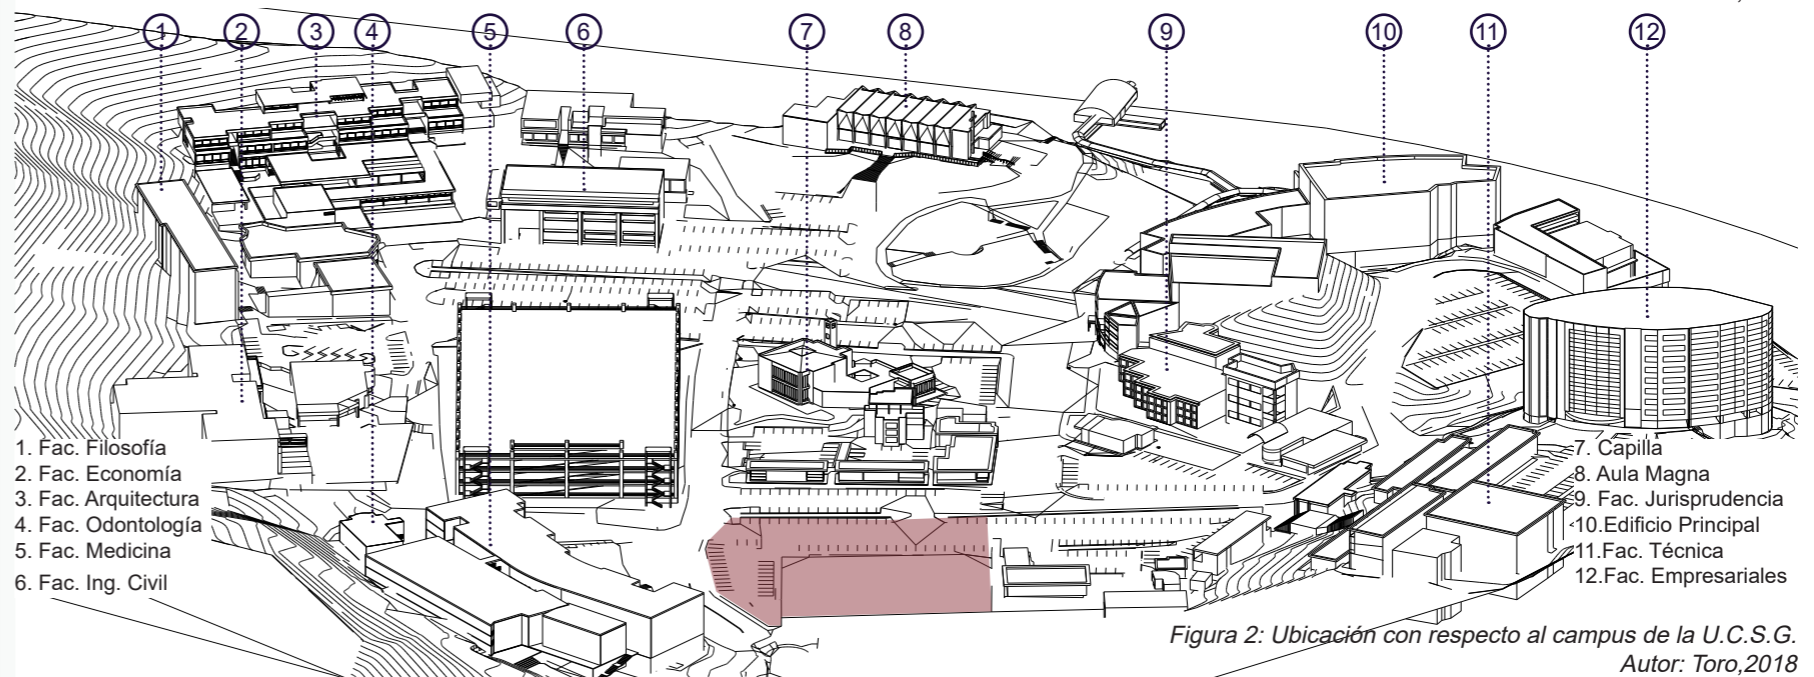 1 2 3 4 5 6 7 8 9 10 11 12
1. Fac. Filosofía
2. Fac. Economía
3. Fac. Arquitectura
4. Fac. Odontología
5. Fac. Medicina
6. Fac. Ing. Civil
7. Capilla
8. Aula Magna
9. Fac. Jurisprudencia
10.Edificio Principal
11.Fac. Técnica
12.Fac. Empresariales
Figura 2: Ubicación con respecto al campus de la U.C.S.G.
Autor: Toro,2018